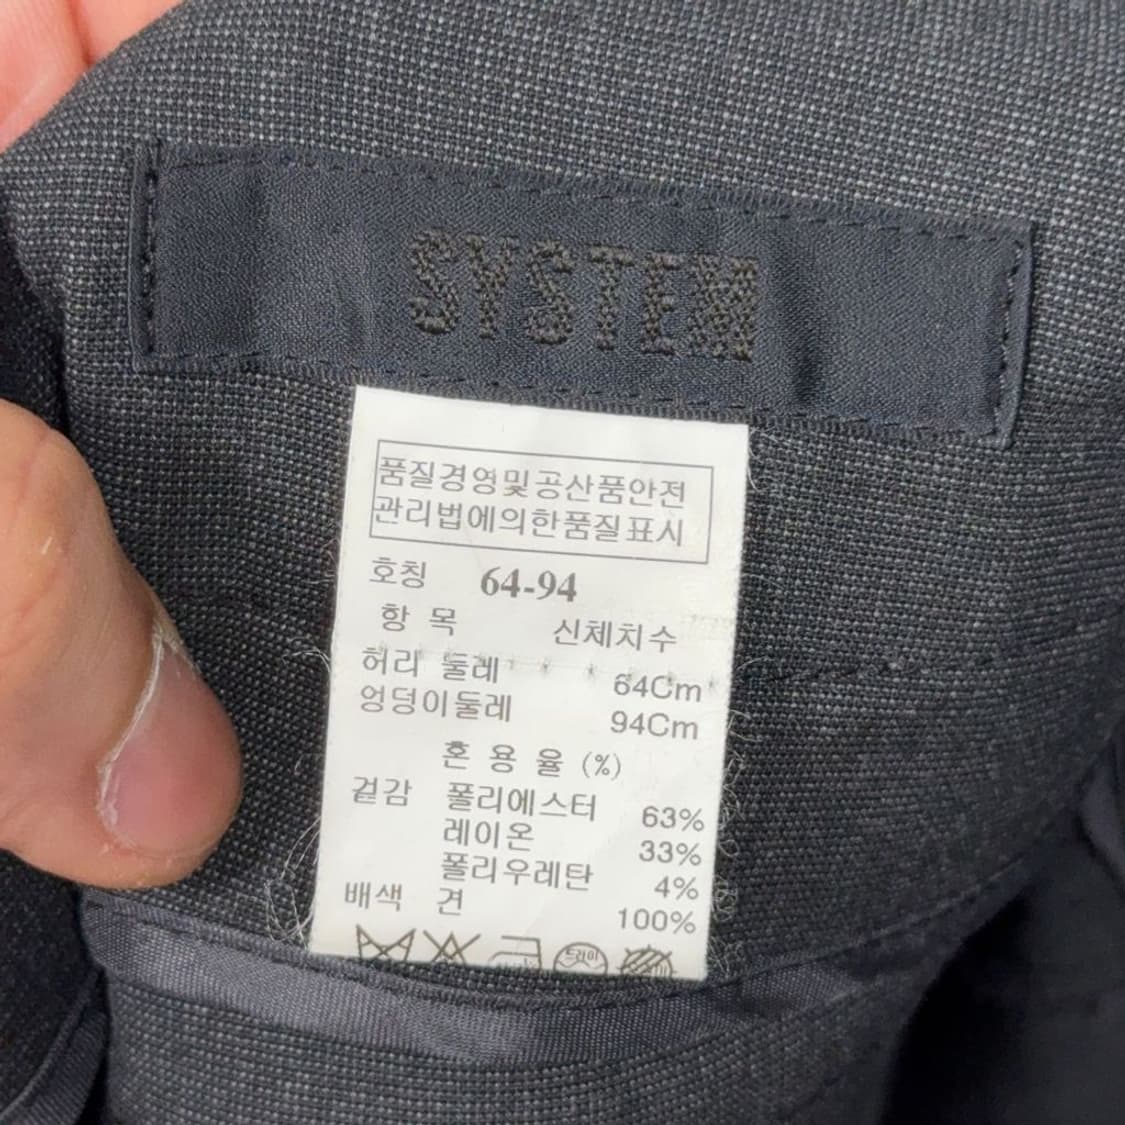 SYSTEM
품질경영및공산품안전
관리법에의한품질표시
호칭 64-94
항 목 신체치수
허리 둘레 64Cm
엉덩이둘레 94Cm
혼 용 율 (%)
겉감 폴리에스터 63%
레이온 33%
폴리우레탄 4%
배색 견 100%
드라이